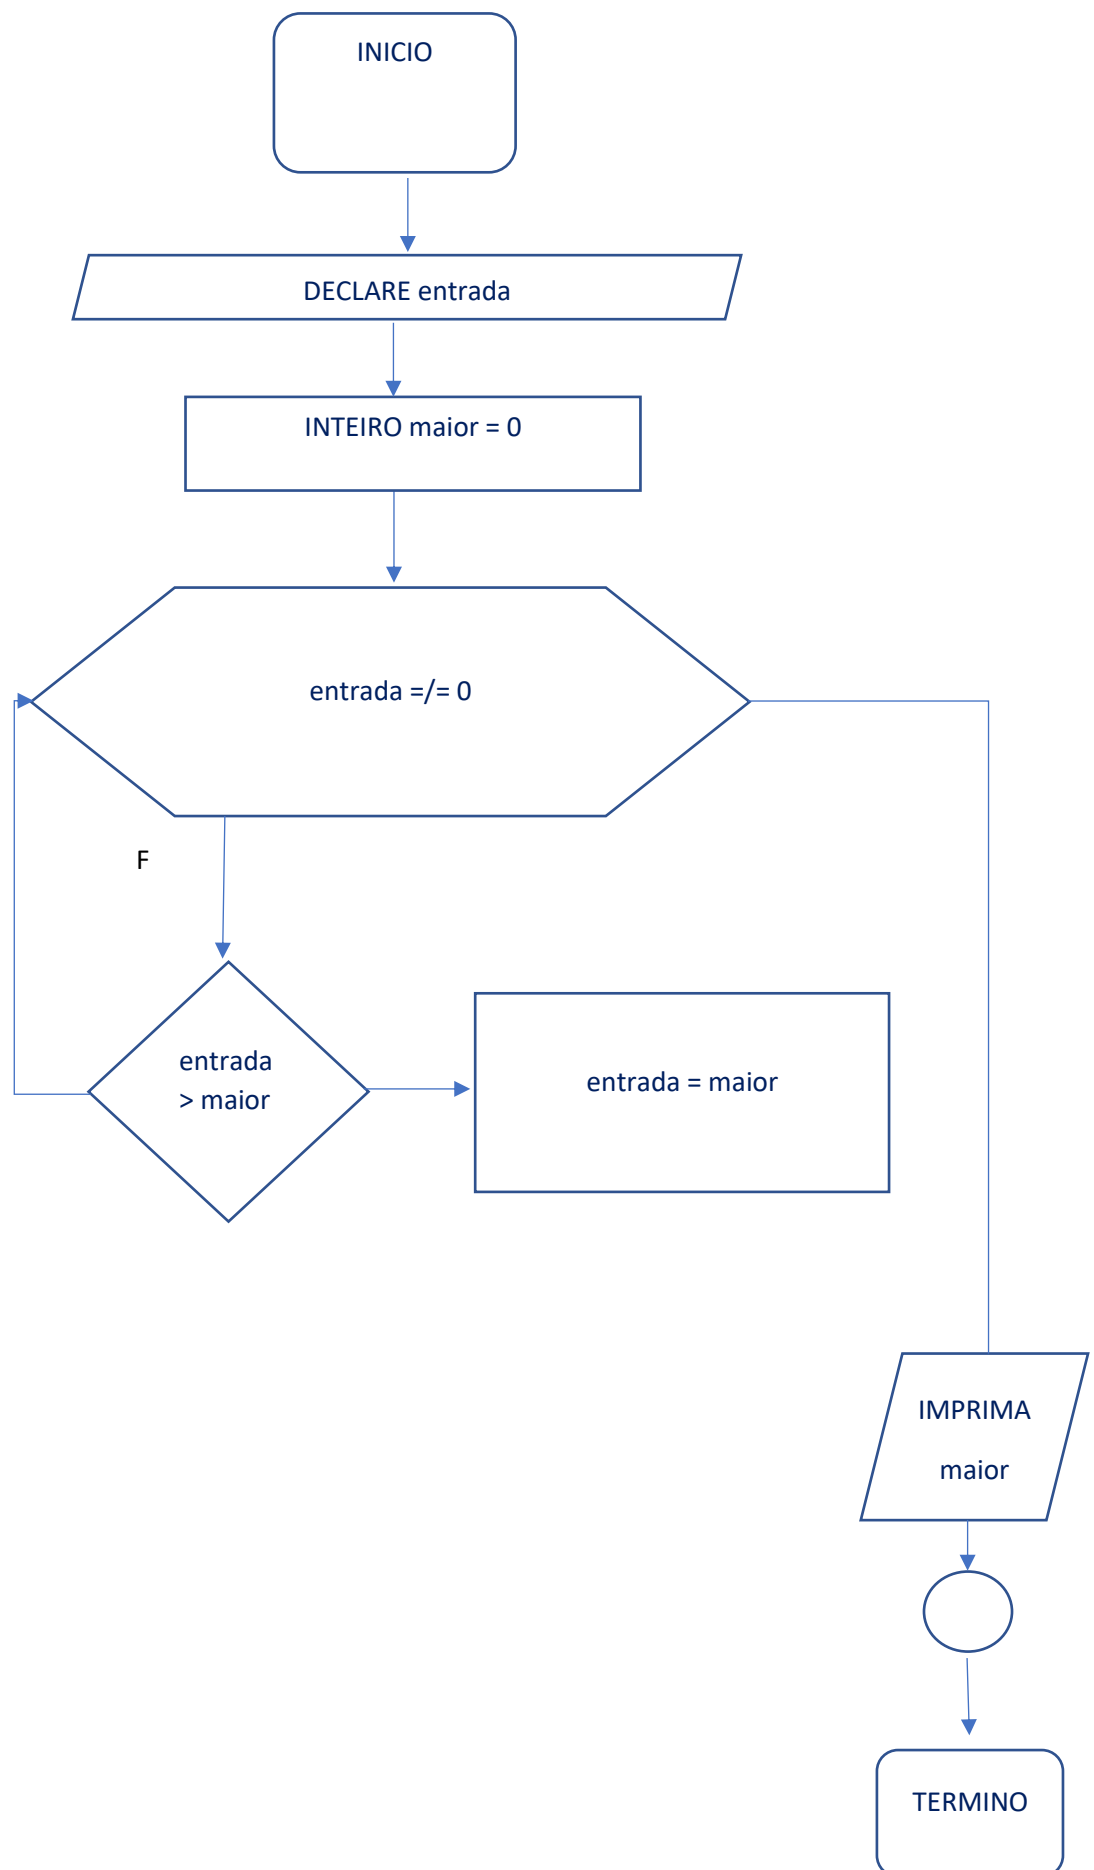 INICIO
DECLARE entrada
INTEIRO maior = 0
entrada =/= 0
F
entrada
> maior
entrada = maior
IMPRIMA
maior
TERMINO